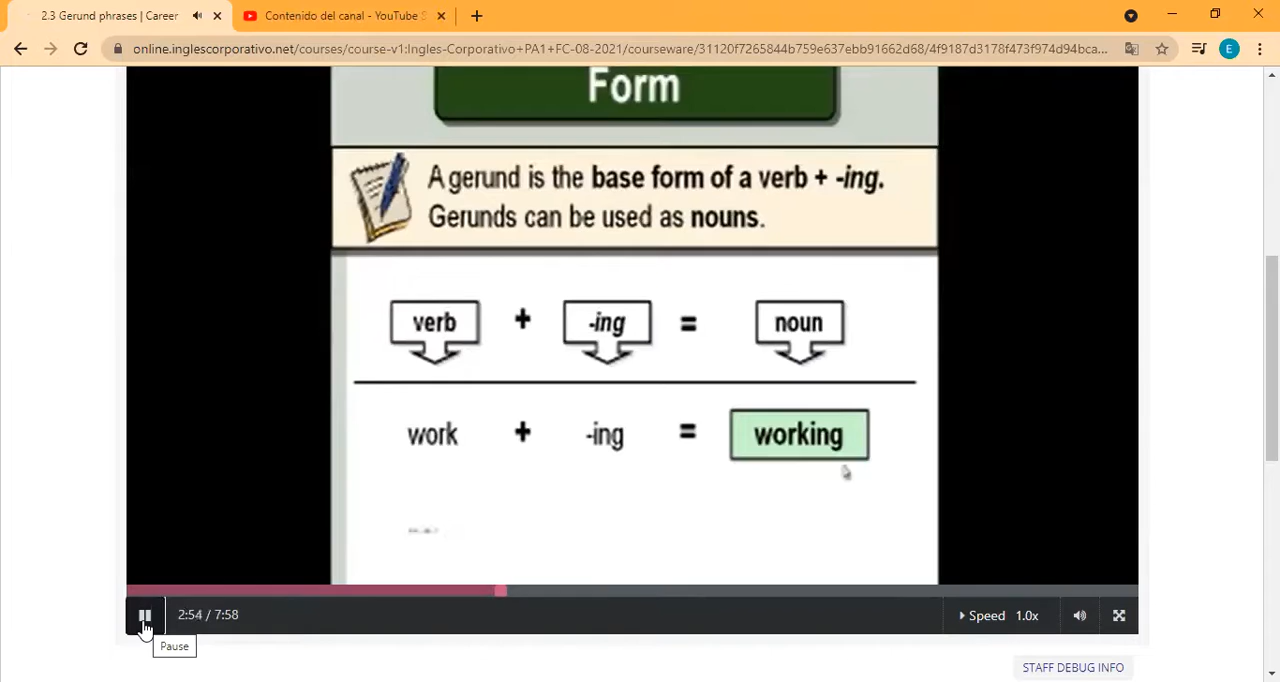 2.3 Gerund phrases | Career
Contenido del canal - YouTube S
online.inglescorporativo.net/courses/course-v1:Ingles-Corporativo+PA1+FC-08-2021/courseware/31120f7265844b759e637ebb91662d68/4f9187d3178f473f974d94bca...
E
Form
A gerund is the base form of a verb + -ing.
Gerunds can be used as nouns.
verb + -ing = noun
work + -ing = working
2:54 / 7:58
Speed 1.0x
Pause
STAFF DEBUG INFO